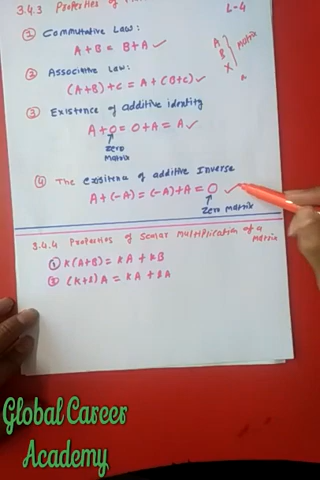 3.4.3 Properties of
L-4
① Commutative Law:
A + B = B + A ✓
② Associative Law:
(A+B)+C = A+(B+C) ✓
③ Existence of additive identity
A + O = O + A = A ✓
↑
Zero
Matrix
A
B
X
Matrix
④ The Exsitence of additive Inverse
A + (-A) = (-A) + A = O ✓
↑
Zero Matrix
3.4.4 Properties of Scalar Multiplication of a
Matrix
① K(A+B) = KA + KB
② (K+l)A = KA + lA
Global Career
Academy